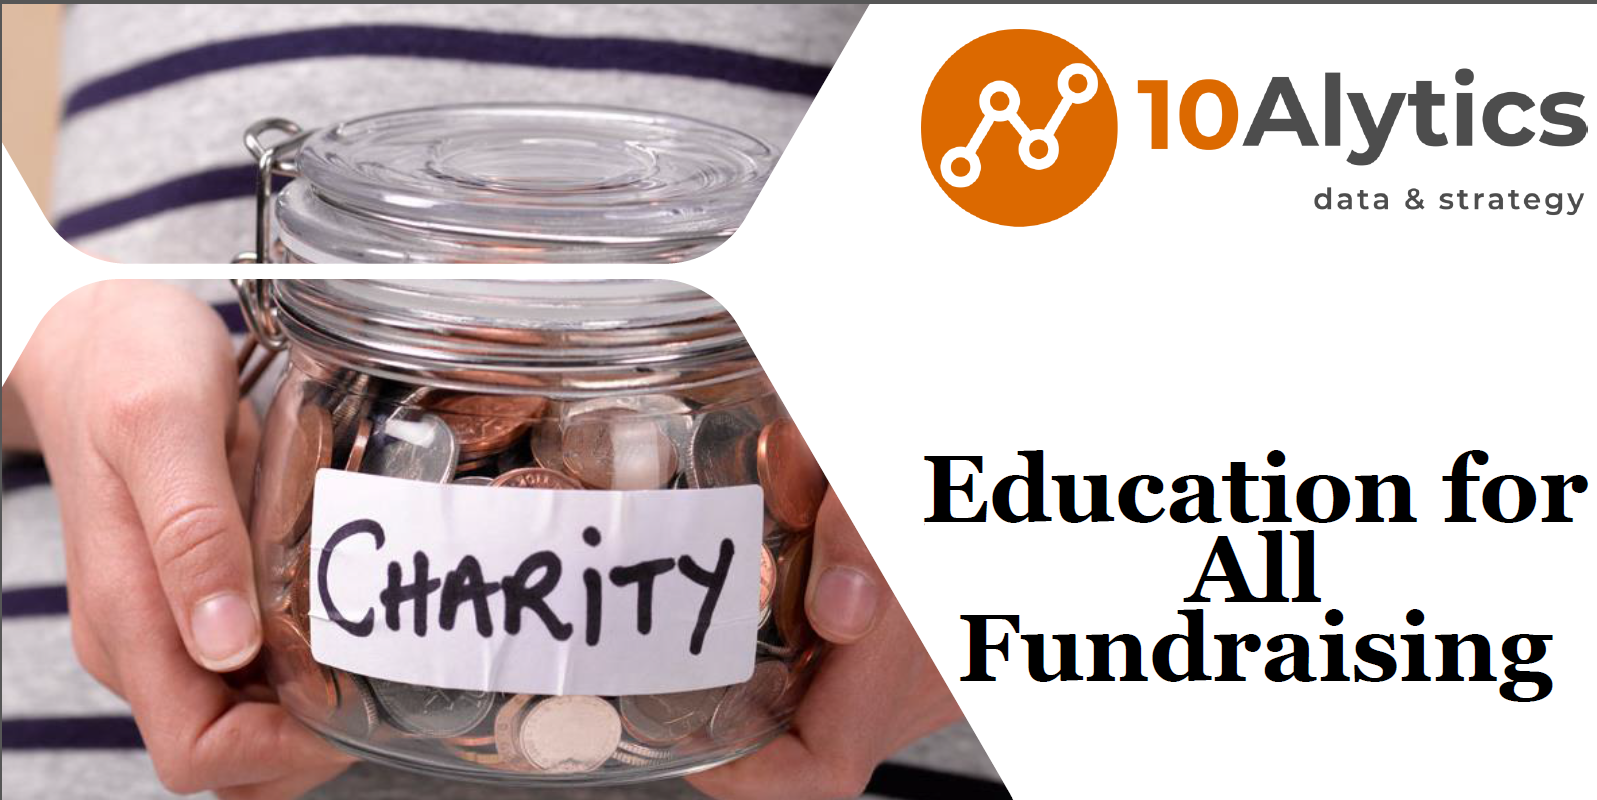 10Alytics
data & strategy
CHARiTY
Education for
All
Fundraising